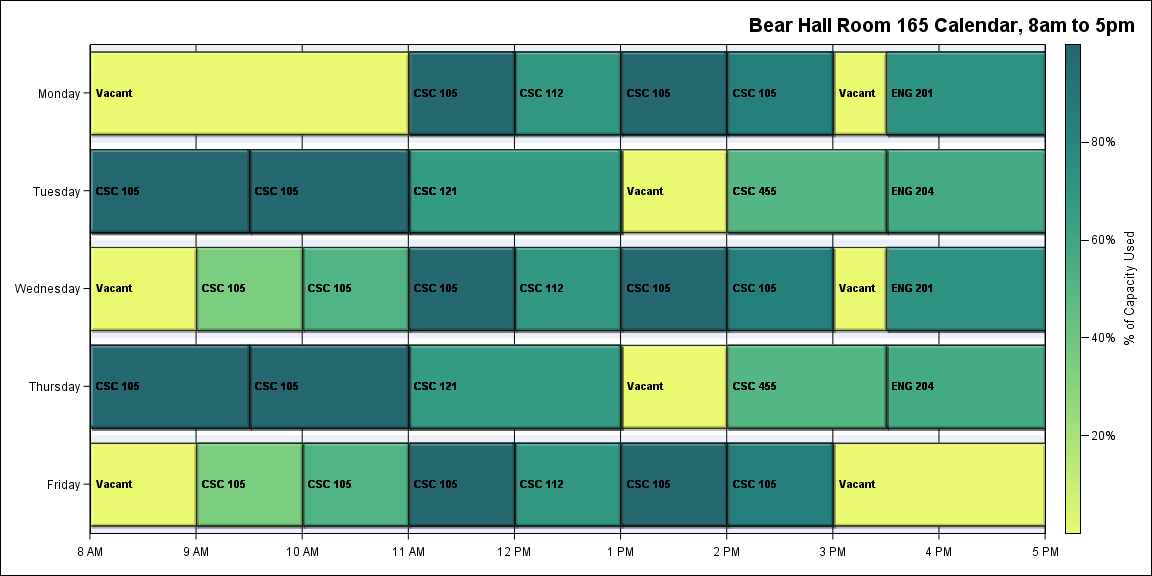 Bear Hall Room 165 Calendar, 8am to 5pm
Monday
Vacant
CSC 105
CSC 112
CSC 105
CSC 105
Vacant
ENG 201
Tuesday
CSC 105
CSC 105
CSC 121
Vacant
CSC 455
ENG 204
Wednesday
Vacant
CSC 105
CSC 105
CSC 105
CSC 112
CSC 105
CSC 105
Vacant
ENG 201
Thursday
CSC 105
CSC 105
CSC 121
Vacant
CSC 455
ENG 204
Friday
Vacant
CSC 105
CSC 105
CSC 105
CSC 112
CSC 105
CSC 105
Vacant
8 AM
9 AM
10 AM
11 AM
12 PM
1 PM
2 PM
3 PM
4 PM
5 PM
80%
60%
40%
20%
% of Capacity Used